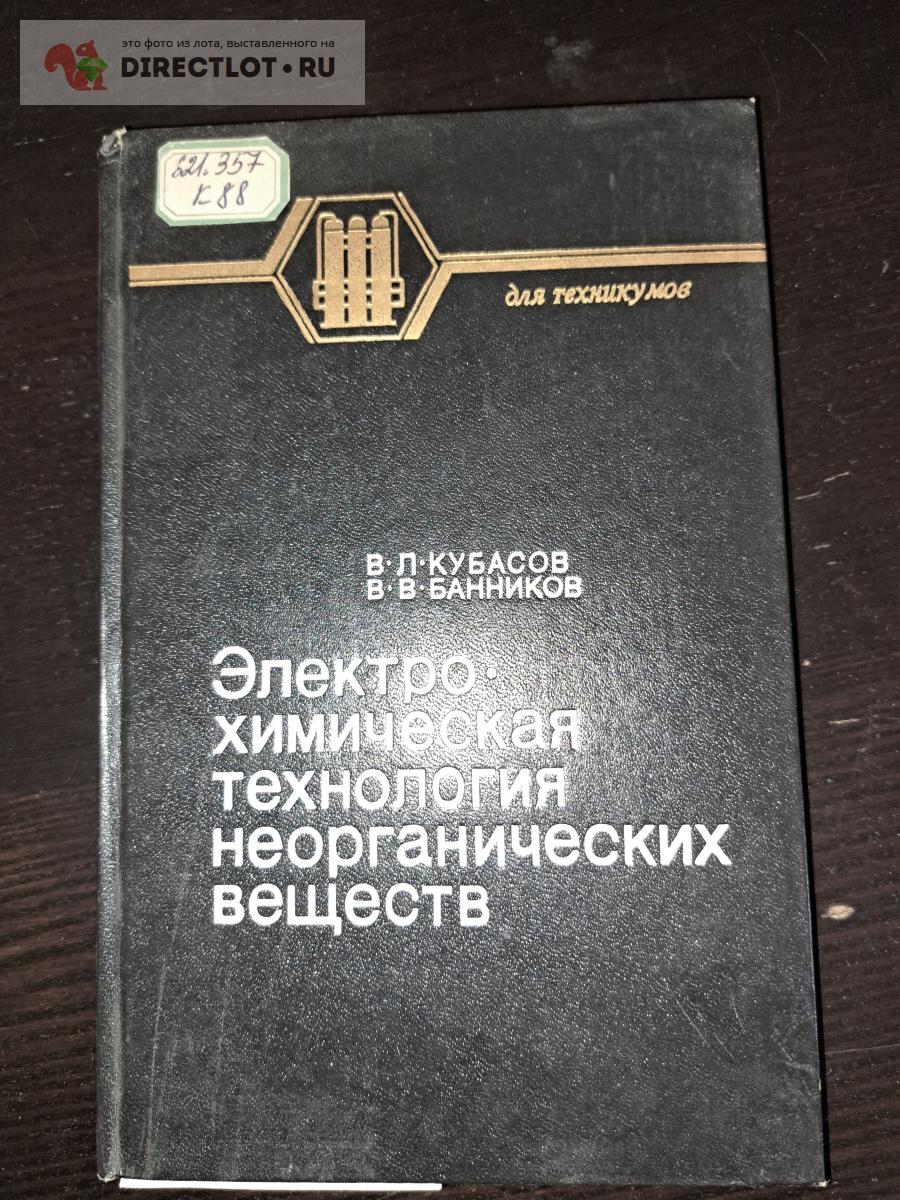 это фото из лота, выставленного на
DIRECTLOT•RU
621.357
К 88
для техникумов
В·Л·КУБАСОВ
В·В·БАННИКОВ
Электро-
химическая
технология
неорганических
веществ